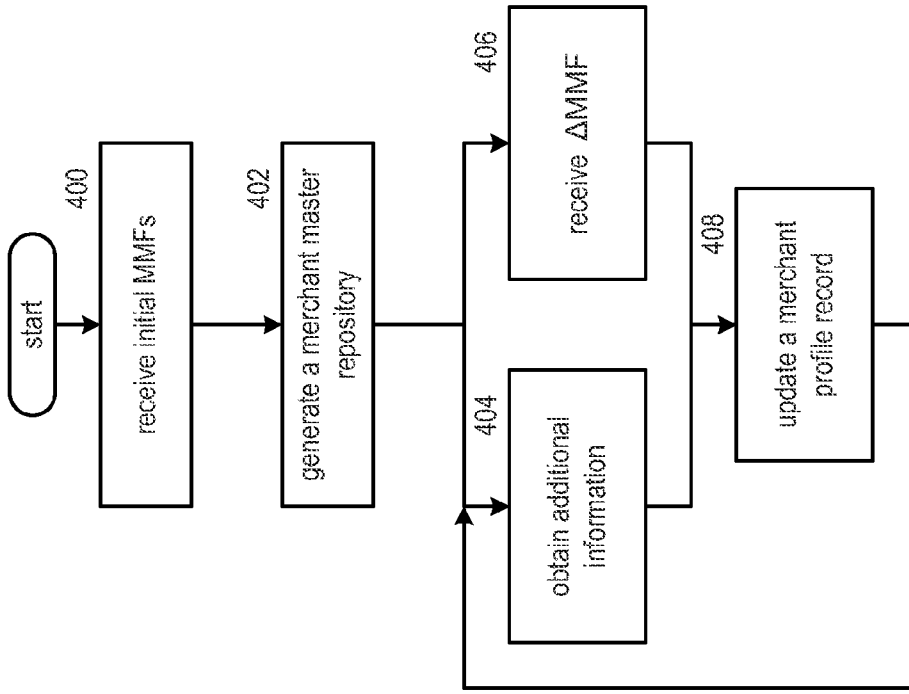 start
400
receive initial MMFs
402
generate a merchant master
repository
404
obtain additional
information
406
receive ΔMMF
408
update a merchant
profile record